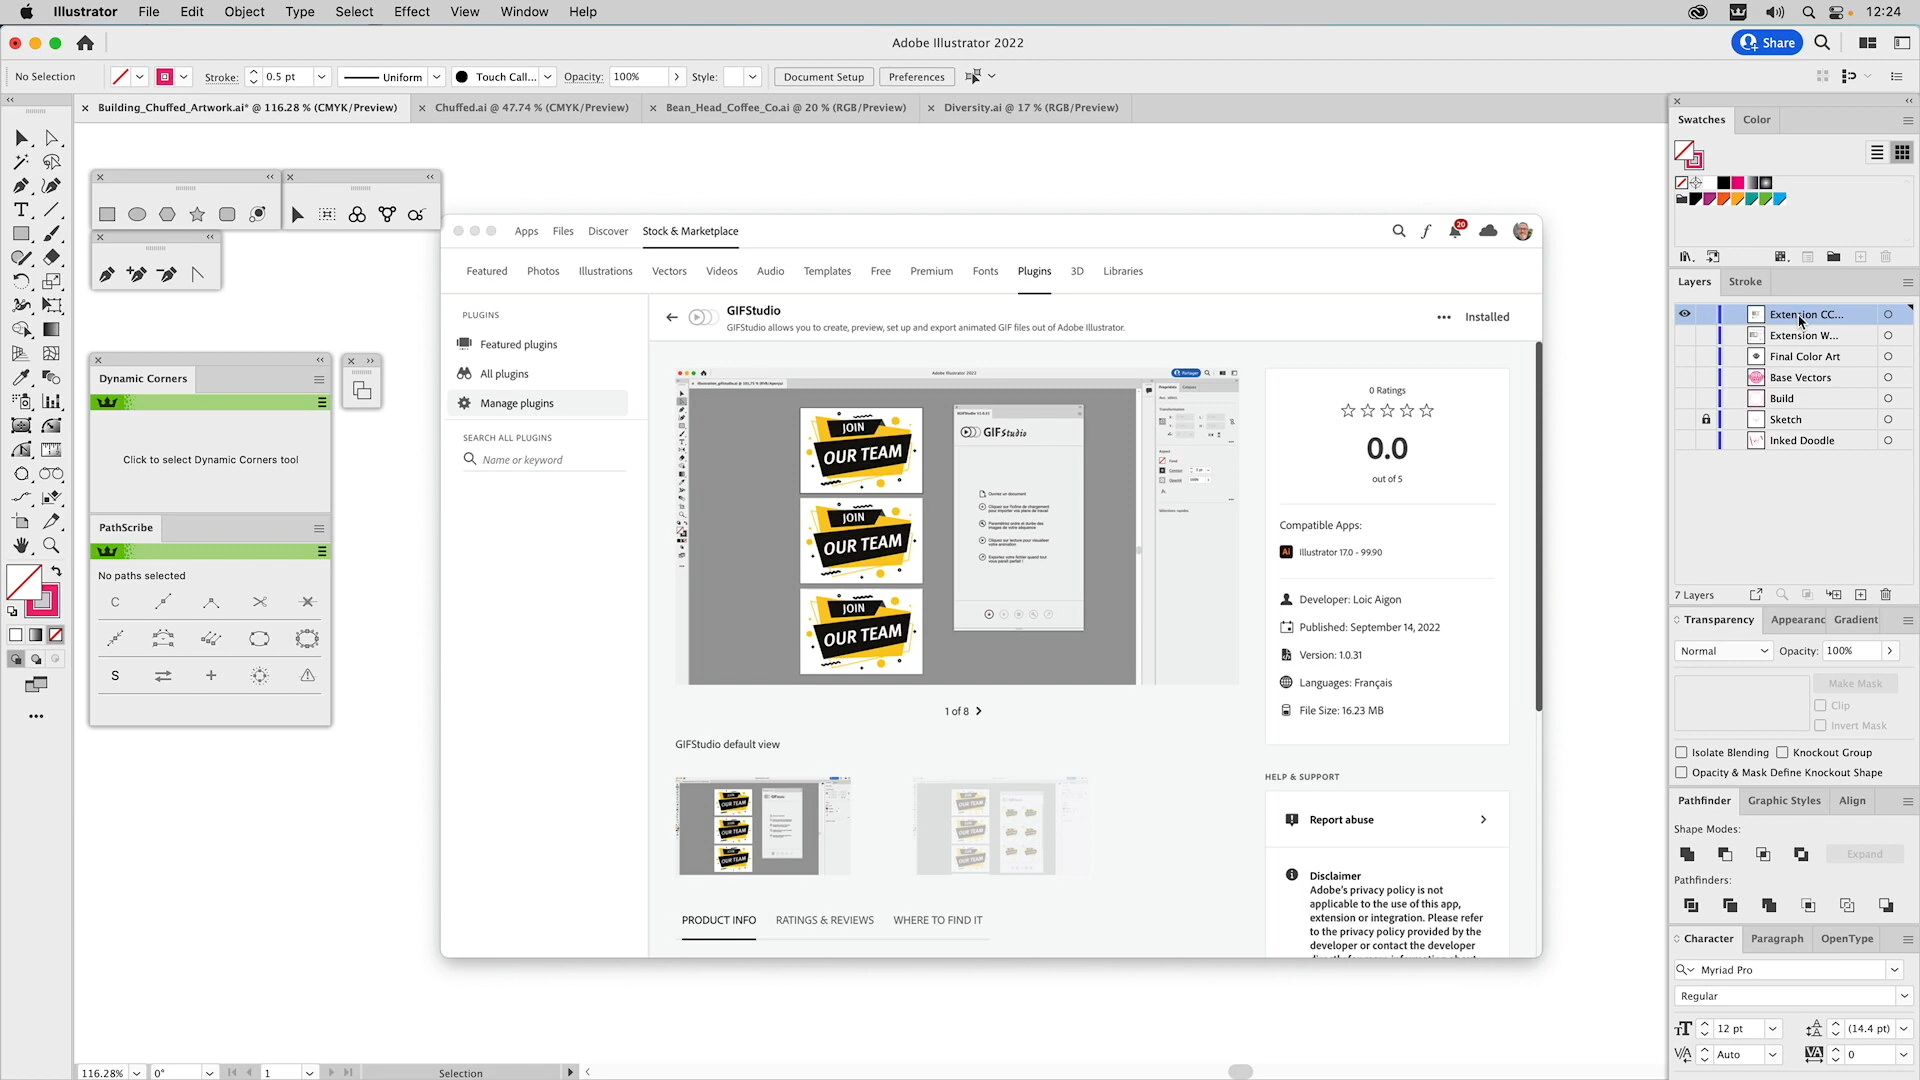 Illustrator File Edit Object Type Select Effect View Window Help 12:24
Adobe Illustrator 2022 Share
No Selection Stroke: 0.5 pt Uniform Touch Call... Opacity: 100% Style: Document Setup Preferences
Building_Chuffed_Artwork.ai* @ 116.28 % (CMYK/Preview) Chuffed.ai @ 47.74 % (CMYK/Preview) Bean_Head_Coffee_Co.ai @ 20 % (RGB/Preview) Diversity.ai @ 17 % (RGB/Preview)
Dynamic Corners
Click to select Dynamic Corners tool
PathScribe
No paths selected
Apps Files Discover Stock & Marketplace 20
Featured Photos Illustrations Vectors Videos Audio Templates Free Premium Fonts Plugins 3D Libraries
PLUGINS
Featured plugins
All plugins
Manage plugins
SEARCH ALL PLUGINS
Name or keyword
GIFStudio
GIFStudio allows you to create, preview, set up and export animated GIF files out of Adobe Illustrator.
Installed
Adobe Illustrator 2022
JOIN
OUR TEAM
JOIN
OUR TEAM
JOIN
OUR TEAM
GIFStudio
1 of 8
GIFStudio default view
JOIN
OUR TEAM
JOIN
OUR TEAM
JOIN
OUR TEAM
PRODUCT INFO RATINGS & REVIEWS WHERE TO FIND IT
0 Ratings
0.0
out of 5
Compatible Apps:
Ai Illustrator 17.0 - 99.90
Developer: Loic Aigon
Published: September 14, 2022
Version: 1.0.31
Languages: Français
File Size: 16.23 MB
HELP & SUPPORT
Report abuse
Disclaimer
Adobe's privacy policy is not
applicable to the use of this app,
extension or integration. Please refer
to the privacy policy provided by the
developer or contact the developer
Swatches Color
Layers Stroke
Extension CC...
Extension W...
Final Color Art
Base Vectors
Build
Sketch
Inked Doodle
7 Layers
Transparency Appearanc Gradient
Normal Opacity: 100%
Make Mask
Clip
Invert Mask
Isolate Blending Knockout Group
Opacity & Mask Define Knockout Shape
Pathfinder Graphic Styles Align
Shape Modes:
Expand
Pathfinders:
Character Paragraph OpenType
Myriad Pro
Regular
12 pt (14.4 pt)
Auto 0
116.28% 0° 1 Selection